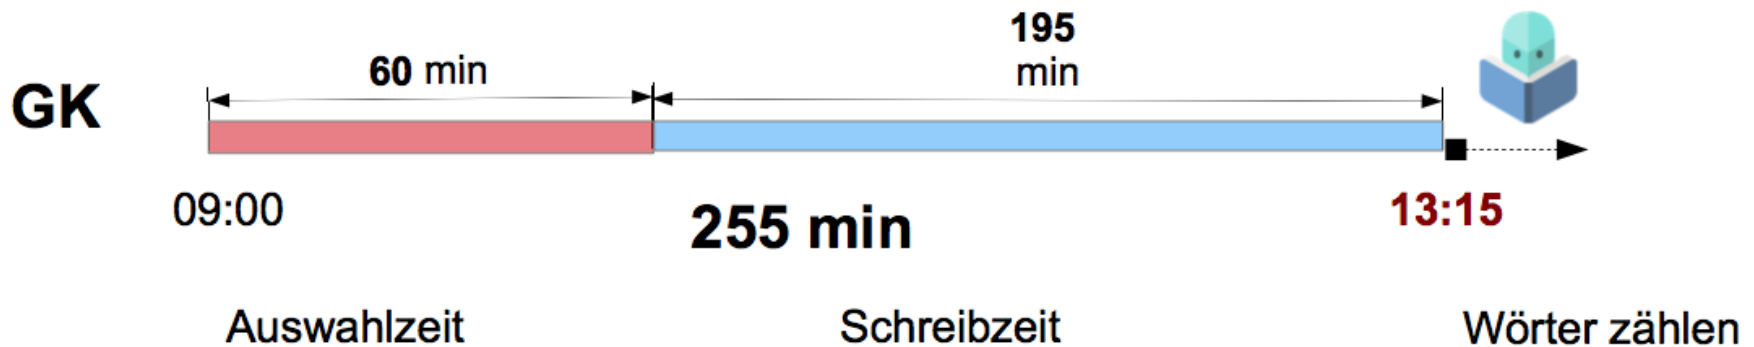 195
60 min
min
GK
09:00
255 min
13:15
Auswahlzeit
Schreibzeit
Wörter zählen